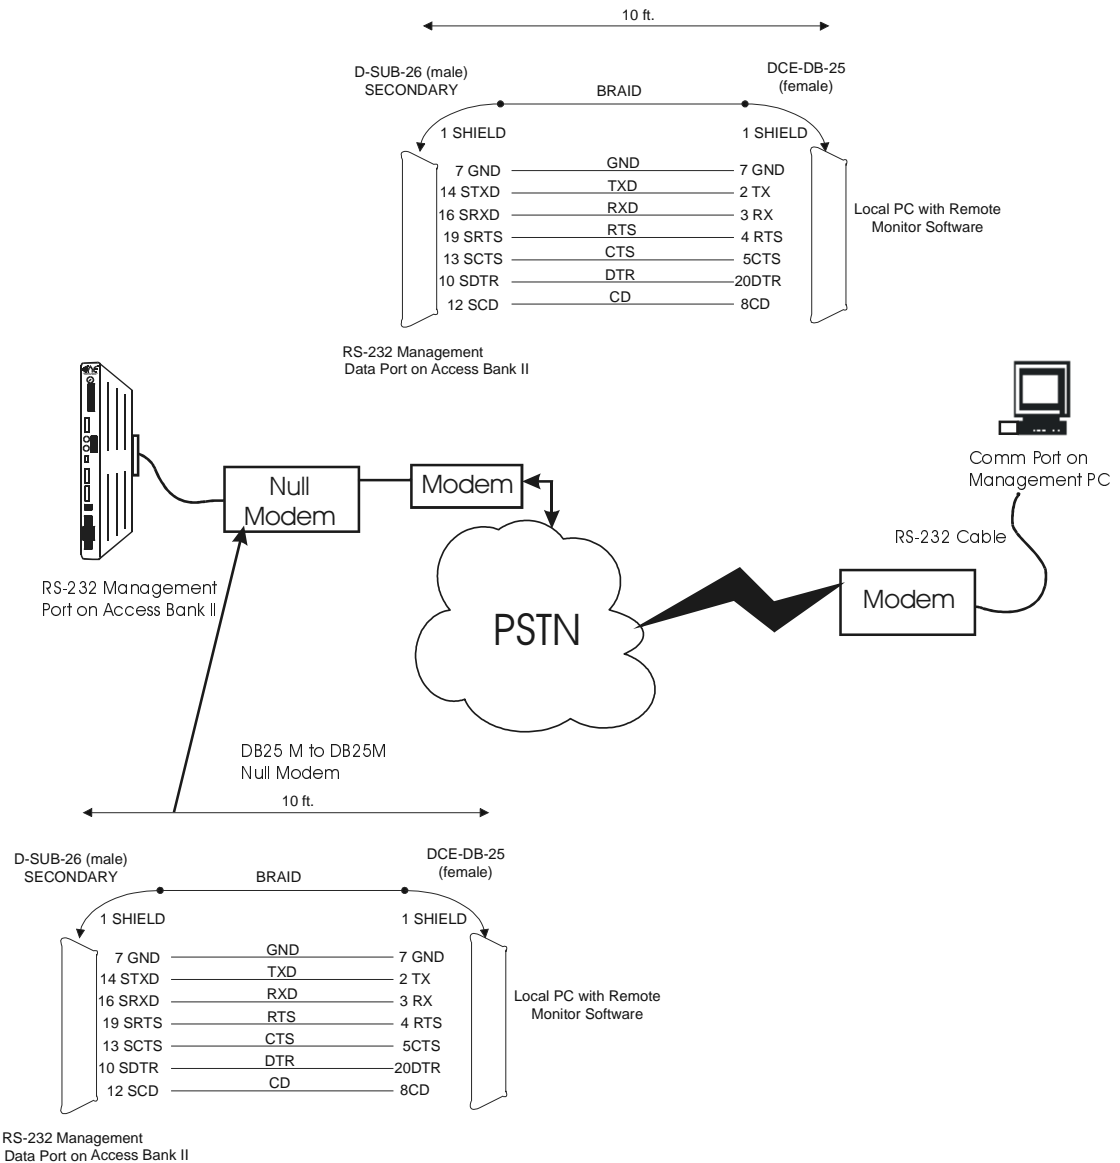 10 ft.
D-SUB-26 (male)
SECONDARY
BRAID
DCE-DB-25
(female)
1 SHIELD
1 SHIELD
7 GND GND 7 GND
14 STXD TXD 2 TX
16 SRXD RXD 3 RX
19 SRTS RTS 4 RTS
13 SCTS CTS 5CTS
10 SDTR DTR 20DTR
12 SCD CD 8CD
Local PC with Remote
Monitor Software
RS-232 Management
Data Port on Access Bank II
Null
Modem
Modem
Comm Port on
Management PC
RS-232 Cable
RS-232 Management
Port on Access Bank II
PSTN
Modem
DB25 M to DB25M
Null Modem
10 ft.
D-SUB-26 (male)
SECONDARY
BRAID
DCE-DB-25
(female)
1 SHIELD
1 SHIELD
7 GND GND 7 GND
14 STXD TXD 2 TX
16 SRXD RXD 3 RX
19 SRTS RTS 4 RTS
13 SCTS CTS 5CTS
10 SDTR DTR 20DTR
12 SCD CD 8CD
Local PC with Remote
Monitor Software
RS-232 Management
Data Port on Access Bank II